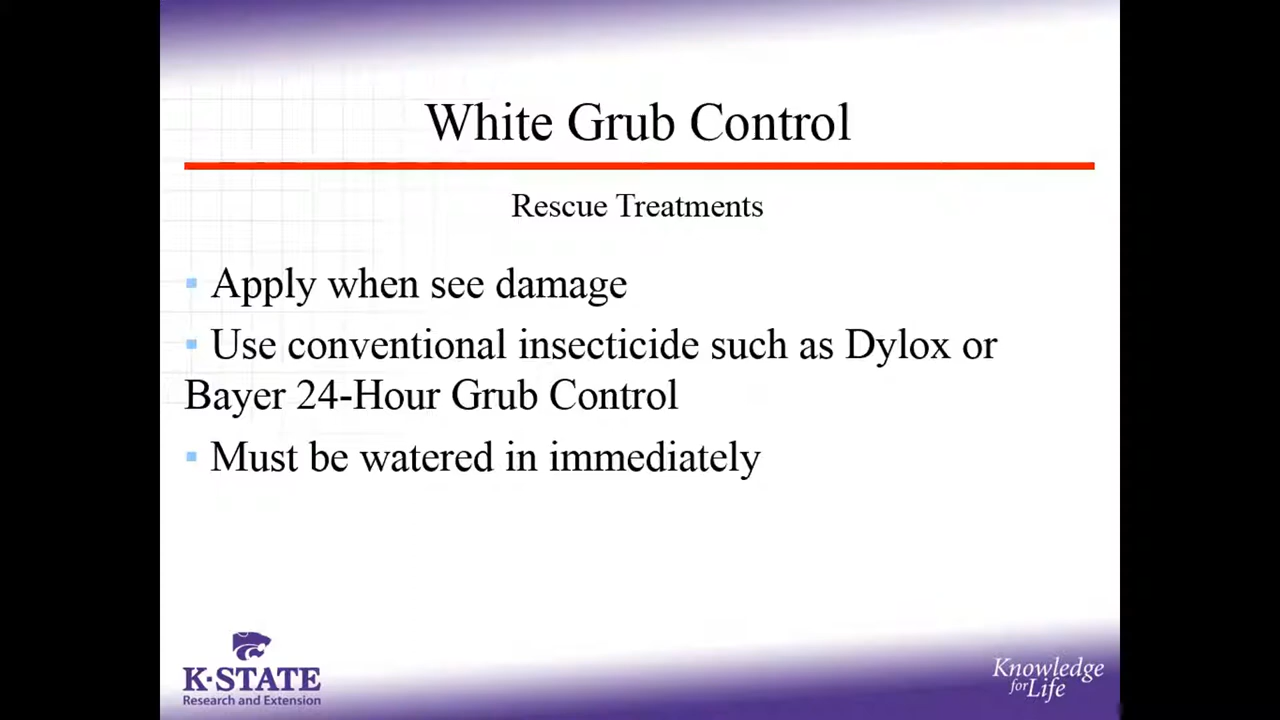 White Grub Control
Rescue Treatments
▪ Apply when see damage
▪ Use conventional insecticide such as Dylox or
Bayer 24-Hour Grub Control
▪ Must be watered in immediately
K-STATE
Research and Extension
Knowledge
for Life